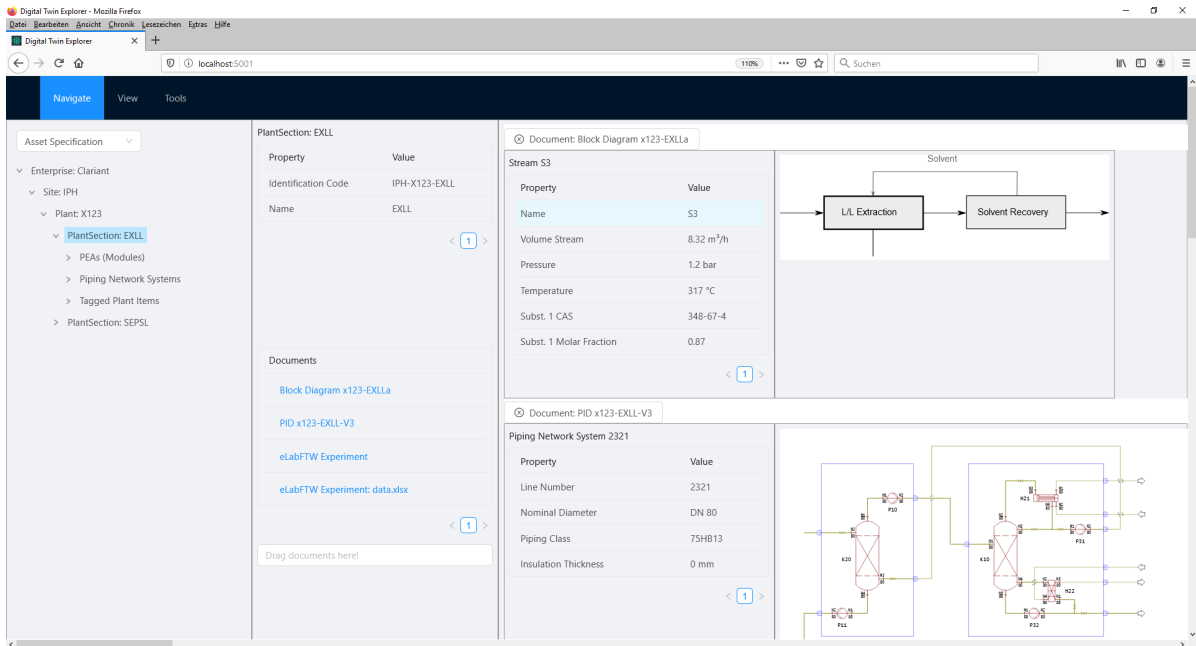 Digital Twin Explorer - Mozilla Firefox
Datei Bearbeiten Ansicht Chronik Lesezeichen Extras Hilfe
Digital Twin Explorer
localhost:5001
110%
Suchen
Navigate View Tools
Asset Specification
Enterprise: Clariant
Site: IPH
Plant: X123
PlantSection: EXLL
PEAs (Modules)
Piping Network Systems
Tagged Plant Items
PlantSection: SEPSL
PlantSection: EXLL
Property Value
Identification Code IPH-X123-EXLL
Name EXLL
< 1 >
Documents
Block Diagram x123-EXLLa
PID x123-EXLL-V3
eLabFTW Experiment
eLabFTW Experiment: data.xlsx
< 1 >
Drag documents here!
Document: Block Diagram x123-EXLLa
Stream S3
Property Value
Name S3
Volume Stream 8.32 m³/h
Pressure 1.2 bar
Temperature 317 °C
Subst. 1 CAS 348-67-4
Subst. 1 Molar Fraction 0.87
< 1 >
Solvent
L/L Extraction
Solvent Recovery
Document: PID x123-EXLL-V3
Piping Network System 2321
Property Value
Line Number 2321
Nominal Diameter DN 80
Piping Class 75HB13
Insulation Thickness 0 mm
< 1 >
P10
k20
P11
H21
P31
K10
H22
P32